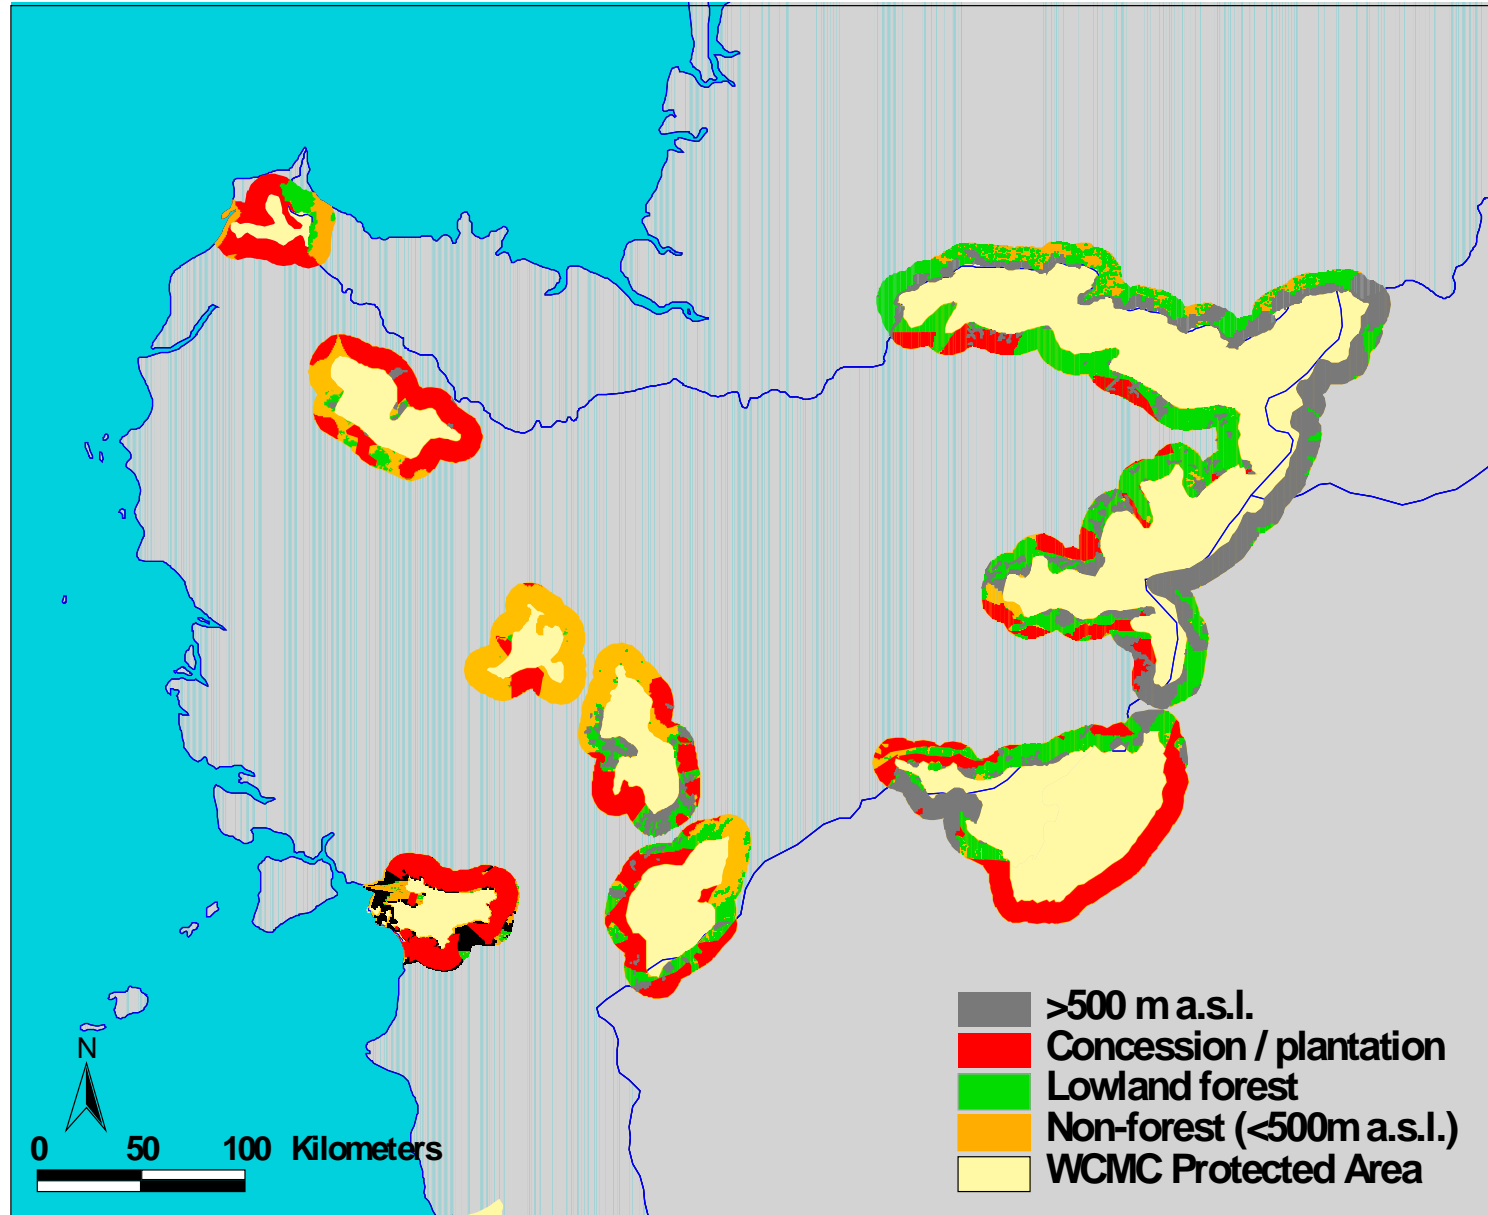 >500 m a.s.l.
Concession / plantation
Lowland forest
Non-forest (<500m a.s.l.)
WCMC Protected Area
N
0 50 100 Kilometers